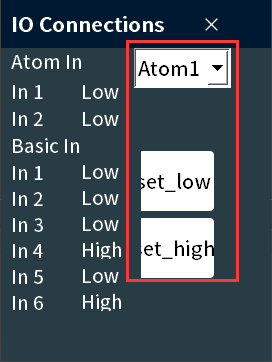 IO Connections ×
Atom In
Atom1
In 1 Low
In 2 Low
Basic In
In 1 Low
set_low
In 2 Low
In 3 Low
In 4 High
set_high
In 5 Low
In 6 High